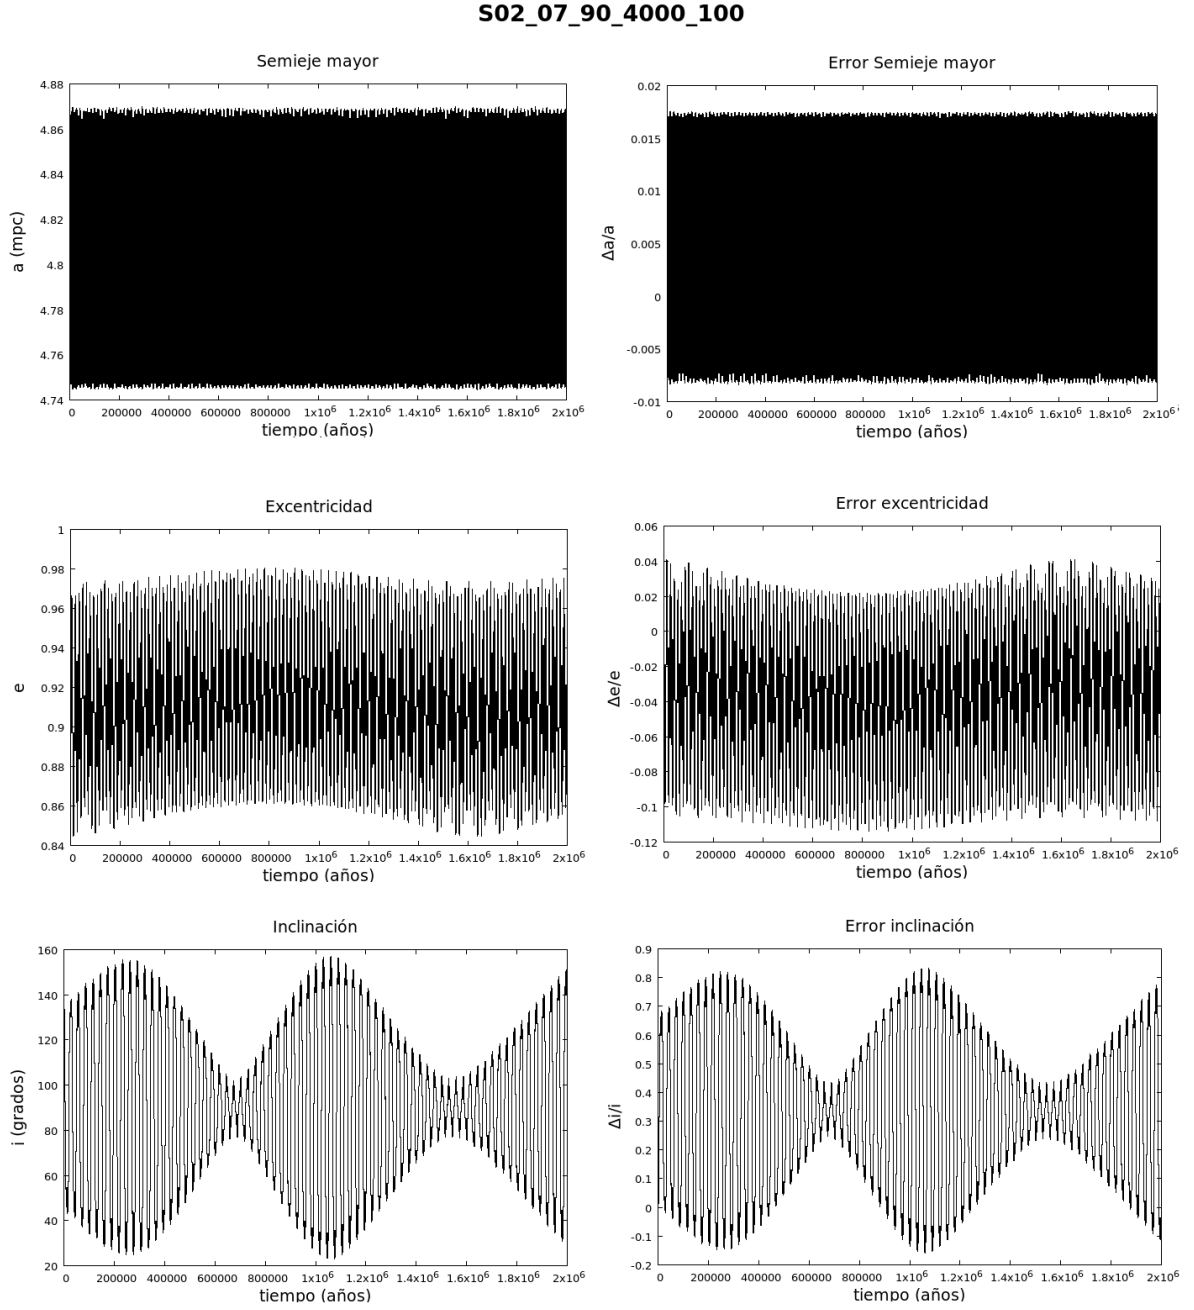 S02_07_90_4000_100
Semieje mayor
4.88
4.86
4.84
4.82
4.8
4.78
4.76
4.74
a (mpc)
0 200000 400000 600000 800000 1x10⁶ 1.2x10⁶ 1.4x10⁶ 1.6x10⁶ 1.8x10⁶ 2x10⁶
tiempo (años)
Error Semieje mayor
0.02
0.015
0.01
0.005
0
-0.005
-0.01
Δa/a
0 200000 400000 600000 800000 1x10⁶ 1.2x10⁶ 1.4x10⁶ 1.6x10⁶ 1.8x10⁶ 2x10⁶
tiempo (años)
Excentricidad
1
0.98
0.96
0.94
0.92
0.9
0.88
0.86
0.84
e
0 200000 400000 600000 800000 1x10⁶ 1.2x10⁶ 1.4x10⁶ 1.6x10⁶ 1.8x10⁶ 2x10⁶
tiempo (años)
Error excentricidad
0.06
0.04
0.02
0
-0.02
-0.04
-0.06
-0.08
-0.1
-0.12
Δe/e
0 200000 400000 600000 800000 1x10⁶ 1.2x10⁶ 1.4x10⁶ 1.6x10⁶ 1.8x10⁶ 2x10⁶
tiempo (años)
Inclinación
160
140
120
100
80
60
40
20
i (grados)
0 200000 400000 600000 800000 1x10⁶ 1.2x10⁶ 1.4x10⁶ 1.6x10⁶ 1.8x10⁶ 2x10⁶
tiempo (años)
Error inclinación
0.9
0.8
0.7
0.6
0.5
0.4
0.3
0.2
0.1
0
-0.1
-0.2
Δi/i
0 200000 400000 600000 800000 1x10⁶ 1.2x10⁶ 1.4x10⁶ 1.6x10⁶ 1.8x10⁶ 2x10⁶
tiempo (años)